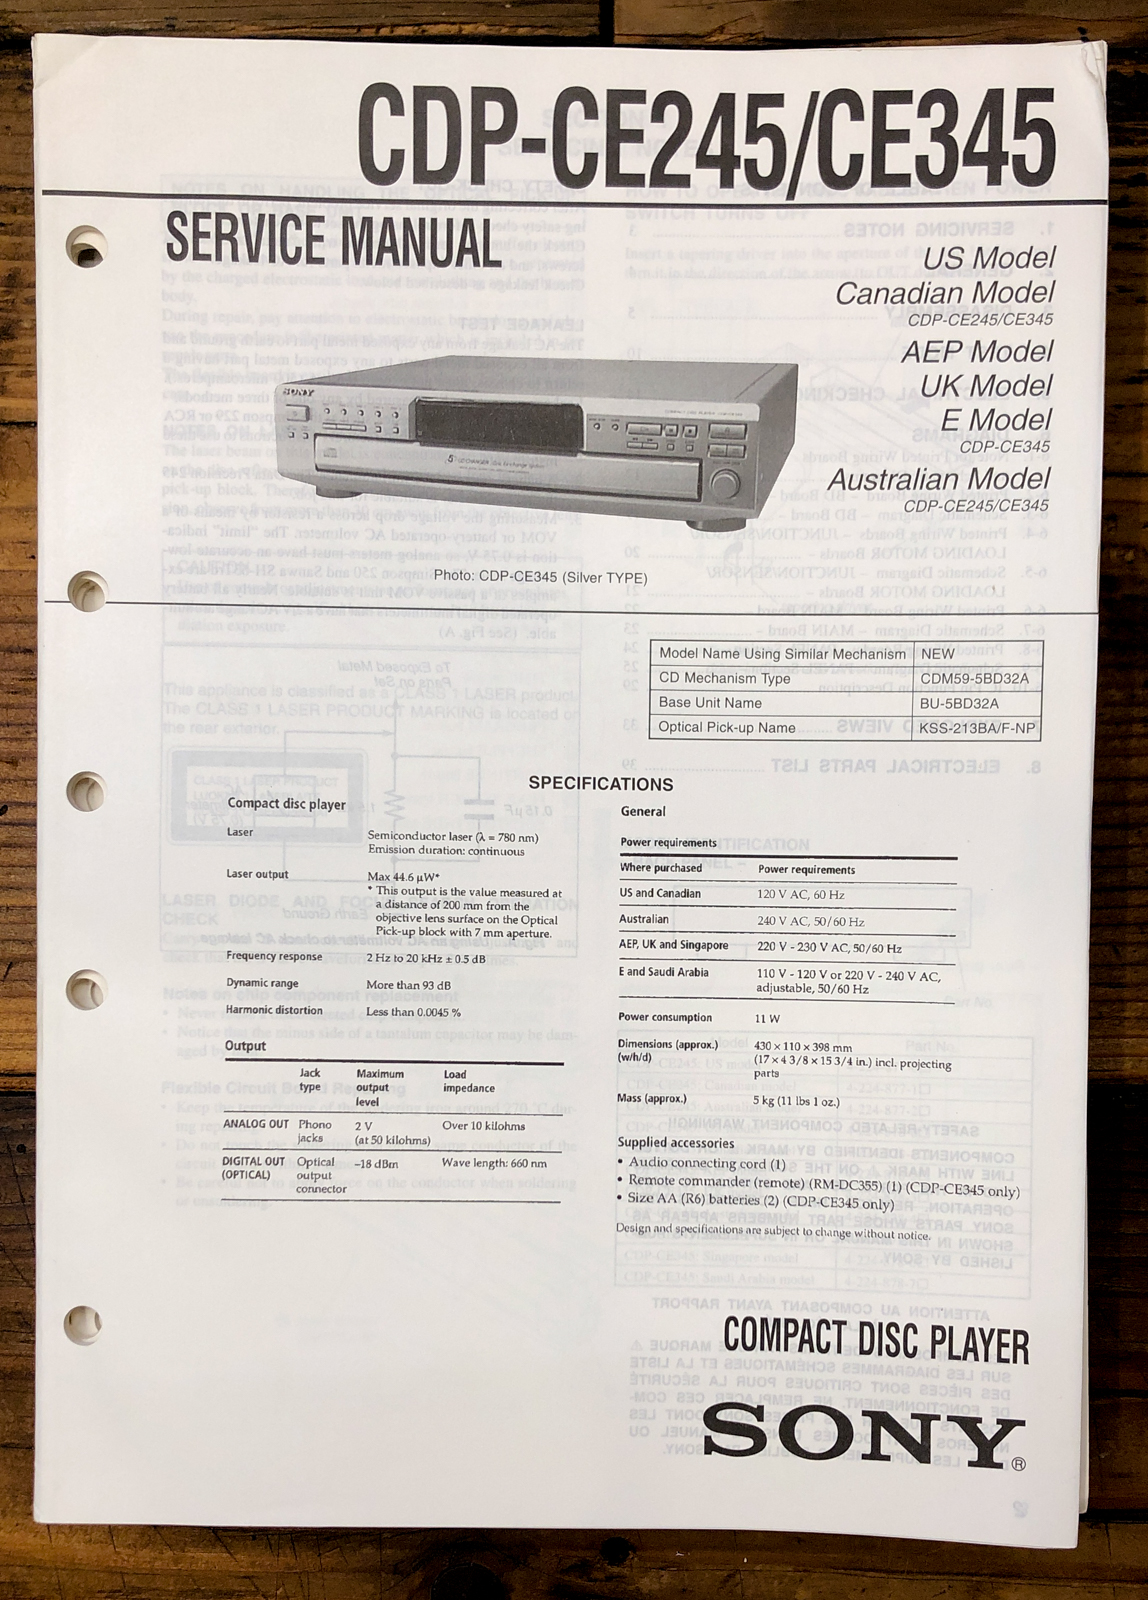 CDP-CE245/CE345
SERVICE MANUAL
US Model
Canadian Model
CDP-CE245/CE345
AEP Model
UK Model
E Model
CDP-CE345
Australian Model
CDP-CE245/CE345
SONY
Photo: CDP-CE345 (Silver TYPE)
Model Name Using Similar Mechanism NEW
CD Mechanism Type CDM59-5BD32A
Base Unit Name BU-5BD32A
Optical Pick-up Name KSS-213BA/F-NP
SPECIFICATIONS
Compact disc player
Laser Semiconductor laser (λ = 780 nm)
Emission duration: continuous
Laser output Max 44.6 µW*
* This output is the value measured at
a distance of 200 mm from the
objective lens surface on the Optical
Pick-up block with 7 mm aperture.
Frequency response 2 Hz to 20 kHz ± 0.5 dB
Dynamic range More than 93 dB
Harmonic distortion Less than 0.0045 %
Output
Jack type Maximum output level Load impedance
ANALOG OUT Phono jacks 2 V (at 50 kilohms) Over 10 kilohms
DIGITAL OUT (OPTICAL) Optical output connector –18 dBm Wave length: 660 nm
General
Power requirements
Where purchased Power requirements
US and Canadian 120 V AC, 60 Hz
Australian 240 V AC, 50/60 Hz
AEP, UK and Singapore 220 V - 230 V AC, 50/60 Hz
E and Saudi Arabia 110 V - 120 V or 220 V - 240 V AC,
adjustable, 50/60 Hz
Power consumption 11 W
Dimensions (approx.) 430 × 110 × 398 mm
(w/h/d) (17 × 4 3/8 × 15 3/4 in.) incl. projecting
parts
Mass (approx.) 5 kg (11 lbs 1 oz.)
Supplied accessories
• Audio connecting cord (1)
• Remote commander (remote) (RM-DC355) (1) (CDP-CE345 only)
• Size AA (R6) batteries (2) (CDP-CE345 only)
Design and specifications are subject to change without notice.
COMPACT DISC PLAYER
SONY®